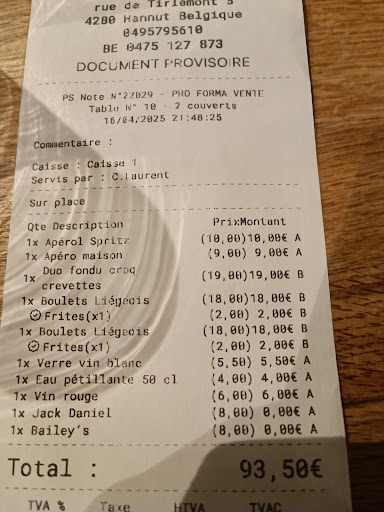 rue de Tirlemont 5
4280 Hannut Belgique
0495795610
BE 0475 127 873
DOCUMENT PROVISOIRE
PS Note N°22029 - PRO FORMA VENTE
Table N° 10 - 2 couverts
16/04/2025 21:48:25
Commentaire :
Caisse : Caisse 1
Servis par : C.Laurent
Sur place
Qte Description PrixMontant
1x Apérol Spritz (10,00)10,00€ A
1x Apéro maison (9,00) 9,00€ A
1x Duo fondu croq crevettes (19,00)19,00€ B
1x Boulets Liégeois (18,00)18,00€ B
Frites(x1) (2,00) 2,00€ B
1x Boulets Liégeois (18,00)18,00€ B
Frites(x1) (2,00) 2,00€ B
1x Verre vin blanc (5,50) 5,50€ A
1x Eau pétillante 50 cl (4,00) 4,00€ A
1x Vin rouge (6,00) 6,00€ A
1x Jack Daniel (8,00) 0,00€ A
1x Bailey's (8,00) 0,00€ A
Total : 93,50€
TVA % Taxe HTVA TVAC